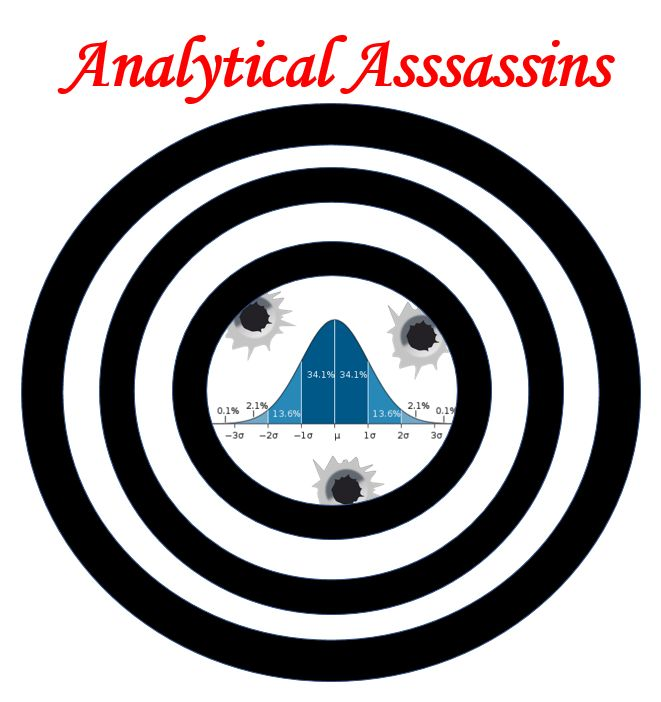 Analytical Asssassins
34.1% 34.1%
0.1% 2.1% 13.6% 13.6% 2.1% 0.1%
−3σ −2σ −1σ μ 1σ 2σ 3σ